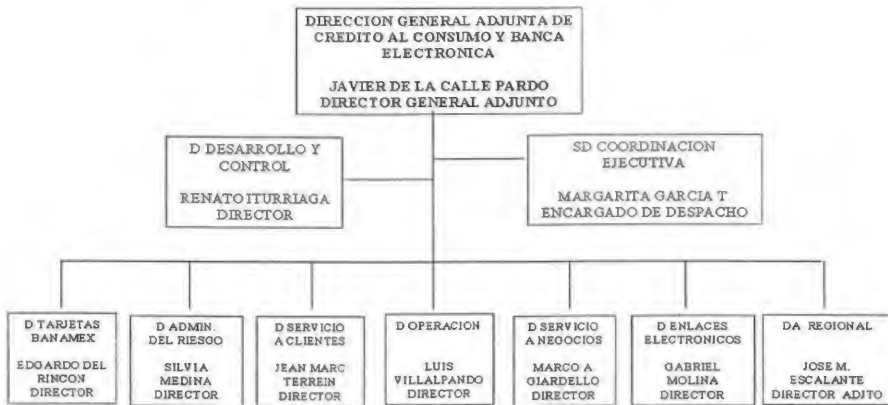 DIRECCION GENERAL ADJUNTA DE
CREDITO AL CONSUMO Y BANCA
ELECTRONICA
JAVIER DE LA CALLE PARDO
DIRECTOR GENERAL ADJUNTO
D DESARROLLO Y
CONTROL
RENATO ITURRIAGA
DIRECTOR
SD COORDINACION
EJECUTIVA
MARGARITA GARCIA T
ENCARGADO DE DESPACHO
D TARJETAS
BANAMEX
EDGARDO DEL
RINCON
DIRECTOR
D ADMIN.
DEL RIESGO
SILVIA
MEDINA
DIRECTOR
D SERVICIO
A CLIENTES
JEAN MARC
TERREIN
DIRECTOR
D OPERACION
LUIS
VILLALPANDO
DIRECTOR
D SERVICIO
A NEGOCIOS
MARCO A
GIARDELLO
DIRECTOR
D ENLACES
ELECTRONICOS
GABRIEL
MOLINA
DIRECTOR
DA REGIONAL
JOSE M.
ESCALANTE
DIRECTOR ADJTO